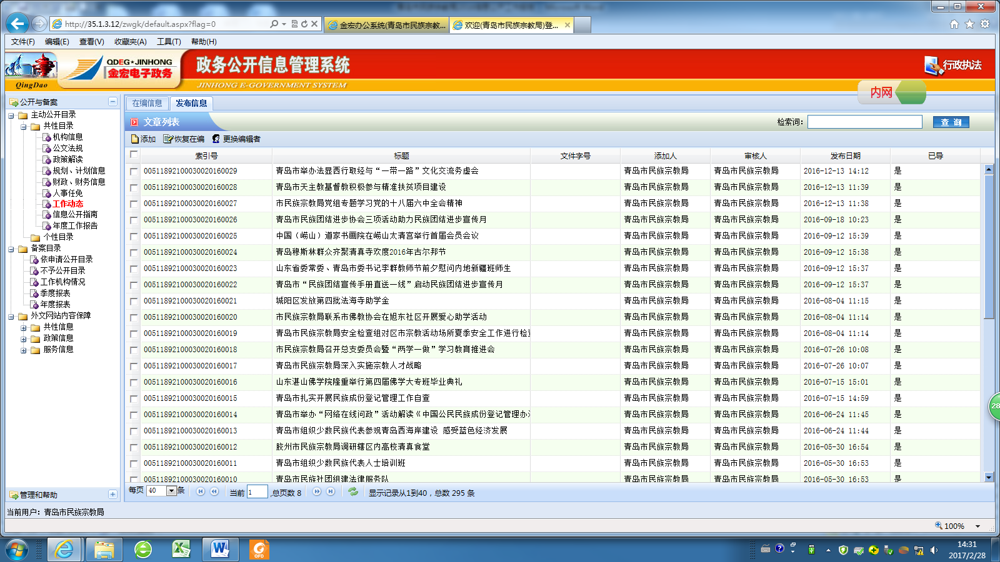 http://35.1.3.12/zwgk/default.aspx?flag=0
金宏办公系统(青岛市民族宗教...
欢迎(青岛市民族宗教局)登...
文件(F) 编辑(E) 查看(V) 收藏夹(A) 工具(T) 帮助(H)
QingDao
QDEG★JINHONG
金宏电子政务
政务公开信息管理系统
JINHONG E-GOVERNMENT SYSTEM
行政执法
内网
公开与备案
主动公开目录
共性目录
机构信息
公文法规
政策解读
规划、计划信息
财政、财务信息
人事任免
工作动态
信息公开指南
年度工作报告
个性目录
备案目录
依申请公开目录
不予公开目录
工作机构情况
季度报表
年度报表
外文网站内容保障
共性信息
政策信息
服务信息
管理和帮助
在编信息 发布信息
文章列表
检索词: 查 询
添加 恢复在编 更换编辑者
索引号 标题 文件字号 添加人 审核人 发布日期 已导
00511892100030020160029 青岛市举办法显西行取经与“一带一路”文化交流务虚会 青岛市民族宗教局 青岛市民族宗教局 2016-12-13 14:12 是
00511892100030020160028 青岛市天主教基督教积极参与精准扶贫项目建设 青岛市民族宗教局 青岛市民族宗教局 2016-12-13 11:39 是
00511892100030020160027 市民族宗教局党组专题学习党的十八届六中全会精神 青岛市民族宗教局 青岛市民族宗教局 2016-12-13 11:38 是
00511892100030020160026 青岛市民族团结进步协会三项活动助力民族团结进步宣传月 青岛市民族宗教局 青岛市民族宗教局 2016-09-18 10:23 是
00511892100030020160025 中国（崂山）道家书画院在崂山太清宫举行首届会员会议 青岛市民族宗教局 青岛市民族宗教局 2016-09-12 15:39 是
00511892100030020160024 青岛穆斯林群众齐聚清真寺欢度2016年古尔邦节 青岛市民族宗教局 青岛市民族宗教局 2016-09-12 15:38 是
00511892100030020160023 山东省委常委、青岛市委书记李群教师节前夕慰问内地新疆班师生 青岛市民族宗教局 青岛市民族宗教局 2016-09-12 15:37 是
00511892100030020160022 青岛市“民族团结宣传手册直送一线”启动民族团结进步宣传月 青岛市民族宗教局 青岛市民族宗教局 2016-09-12 15:37 是
00511892100030020160021 城阳区发放第四批法海寺助学金 青岛市民族宗教局 青岛市民族宗教局 2016-08-04 11:15 是
00511892100030020160020 市民族宗教局联系市佛教协会在旭东社区开展爱心助学活动 青岛市民族宗教局 青岛市民族宗教局 2016-08-04 11:14 是
00511892100030020160019 青岛市民族宗教局安全检查组对区市宗教活动场所夏季安全工作进行检查 青岛市民族宗教局 青岛市民族宗教局 2016-08-04 11:14 是
00511892100030020160018 市民族宗教局召开总支委员会暨“两学一做”学习教育推进会 青岛市民族宗教局 青岛市民族宗教局 2016-07-26 10:08 是
00511892100030020160017 青岛市民族宗教局深入实施宗教人才战略 青岛市民族宗教局 青岛市民族宗教局 2016-07-26 10:07 是
00511892100030020160016 山东湛山佛学院隆重举行第四届佛学大专班毕业典礼 青岛市民族宗教局 青岛市民族宗教局 2016-07-15 15:01 是
00511892100030020160015 青岛市扎实开展民族成份登记管理工作自查 青岛市民族宗教局 青岛市民族宗教局 2016-07-15 14:59 是
00511892100030020160014 青岛市举办“网络在线问政”活动解读《中国公民民族成份登记管理办 青岛市民族宗教局 青岛市民族宗教局 2016-06-24 11:45 是
00511892100030020160013 青岛市组织少数民族代表参观青岛西海岸建设 感受蓝色经济发展 青岛市民族宗教局 青岛市民族宗教局 2016-06-24 11:44 是
00511892100030020160012 胶州市民族宗教局调研辖区内高校清真食堂 青岛市民族宗教局 青岛市民族宗教局 2016-05-30 16:54 是
00511892100030020160011 青岛市组织少数民族代表人士培训班 青岛市民族宗教局 青岛市民族宗教局 2016-05-30 16:53 是
00511892100030020160010 青岛市民族社团组建法律服务队 青岛市民族宗教局 青岛市民族宗教局 2016-05-30 16:53 是
每页 40 条 当前 1 ,总页数 8 显示记录从1到40，总数 295 条
当前用户：青岛市民族宗教局
100%
28
OFD
14:31
2017/2/28